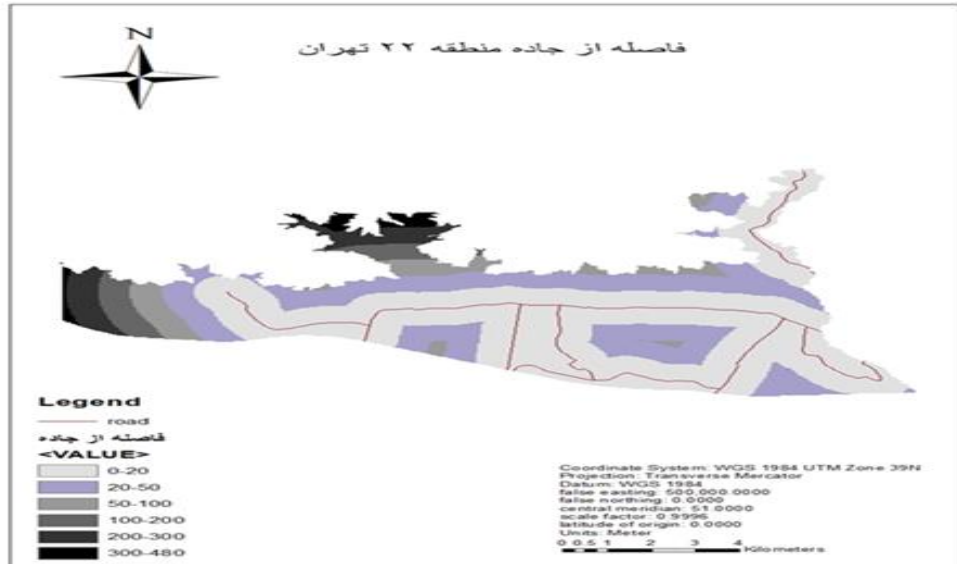 N
فاصله از جاده منطقه ۲۲ تهران
Legend
road
فاصله از جاده
<VALUE>
0-20
20-50
50-100
100-200
200-300
300-480
Coordinate System: WGS 1984 UTM Zone 39N
Projection: Transverse Mercator
Datum: WGS 1984
false easting: 500,000.0000
false northing: 0.0000
central meridian: 51.0000
scale factor: 0.9996
latitude of origin: 0.0000
Units: Meter
0 0.5 1 2 3 4
Kilometers